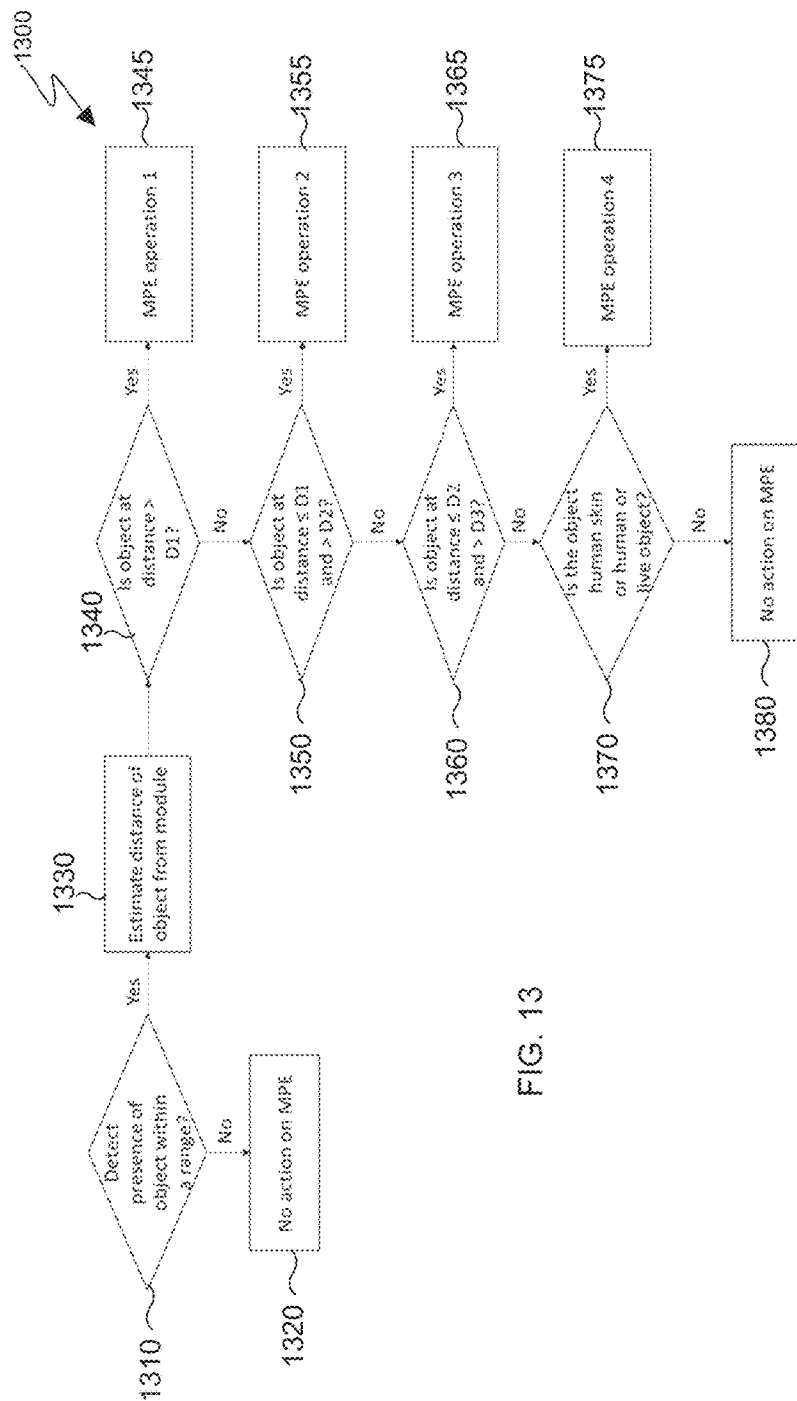 1300
1310
Detect
presence of
object within
a range?
Yes
No
1320
No action on MPE
1330
Estimate distance of
object from module
1340
Is object at
distance >
D1?
Yes
1345
MPE operation 1
No
1350
Is object at
distance ≤ D1
and > D2?
Yes
1355
MPE operation 2
No
1360
Is object at
distance ≤ D2
and > D3?
Yes
1365
MPE operation 3
No
1370
Is the object
human skin
or human or
live object?
Yes
1375
MPE operation 4
No
1380
No action on MPE
FIG. 13